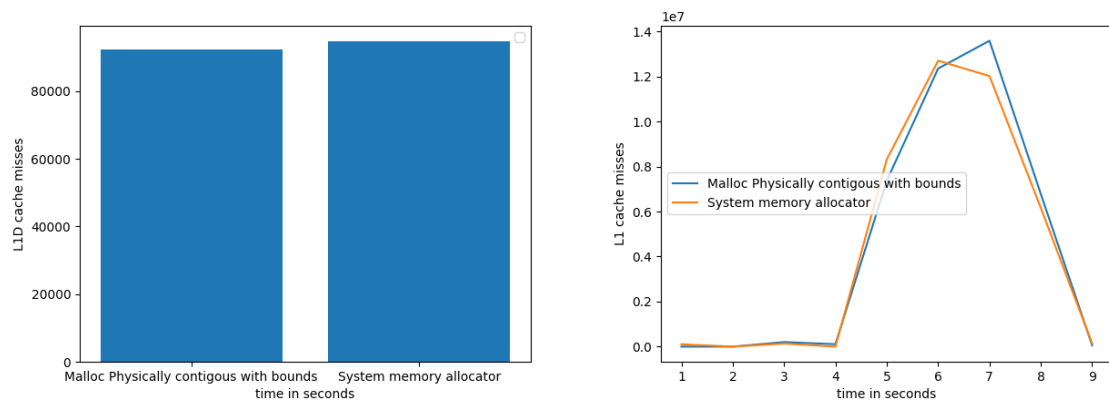 80000
60000
40000
20000
0
L1D cache misses
Malloc Physically contigous with bounds
System memory allocator
time in seconds
1e7
1.4
1.2
1.0
0.8
0.6
0.4
0.2
0.0
L1 cache misses
Malloc Physically contigous with bounds
System memory allocator
1 2 3 4 5 6 7 8 9
time in seconds